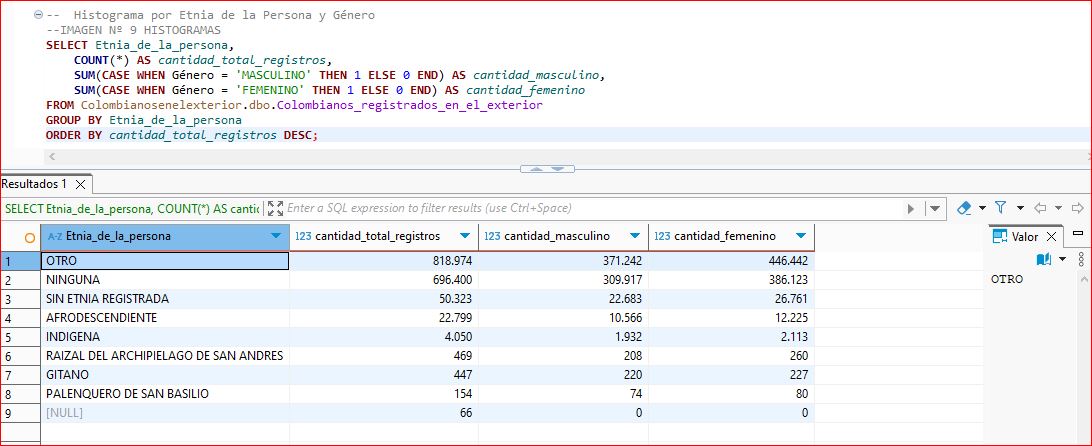 --  Histograma por Etnia de la Persona y Género
--IMAGEN Nº 9 HISTOGRAMAS
SELECT Etnia_de_la_persona,
COUNT(*) AS cantidad_total_registros,
SUM(CASE WHEN Género = 'MASCULINO' THEN 1 ELSE 0 END) AS cantidad_masculino,
SUM(CASE WHEN Género = 'FEMENINO' THEN 1 ELSE 0 END) AS cantidad_femenino
FROM Colombianosenelexterior.dbo.Colombianos_registrados_en_el_exterior
GROUP BY Etnia_de_la_persona
ORDER BY cantidad_total_registros DESC;
Resultados 1
SELECT Etnia_de_la_persona, COUNT(*) AS cantic Enter a SQL expression to filter results (use Ctrl+Space)
A-Z Etnia_de_la_persona 123 cantidad_total_registros 123 cantidad_masculino 123 cantidad_femenino Valor
1 OTRO 818.974 371.242 446.442 OTRO
2 NINGUNA 696.400 309.917 386.123
3 SIN ETNIA REGISTRADA 50.323 22.683 26.761
4 AFRODESCENDIENTE 22.799 10.566 12.225
5 INDIGENA 4.050 1.932 2.113
6 RAIZAL DEL ARCHIPIELAGO DE SAN ANDRES 469 208 260
7 GITANO 447 220 227
8 PALENQUERO DE SAN BASILIO 154 74 80
9 [NULL] 66 0 0